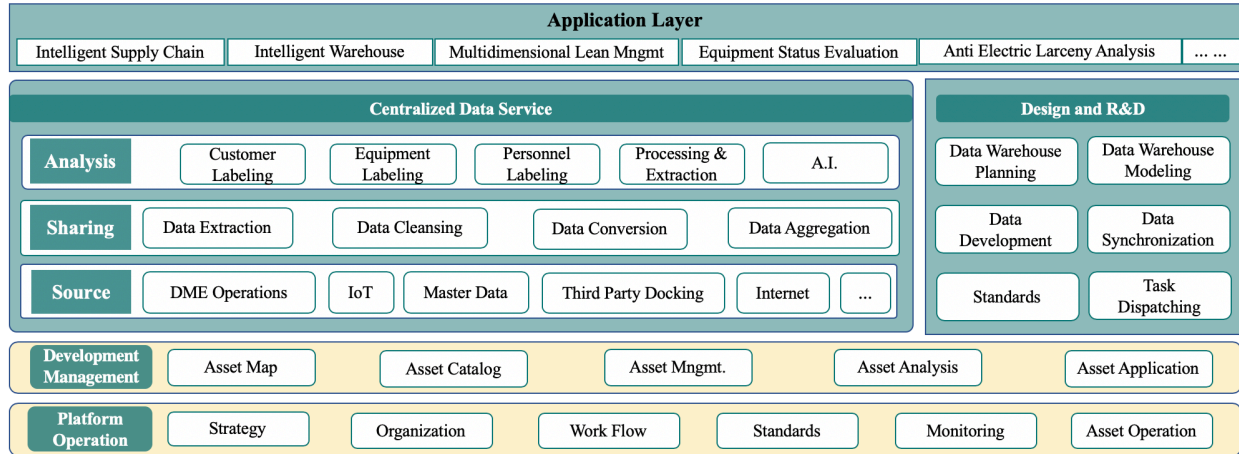 Application Layer
Intelligent Supply Chain
Intelligent Warehouse
Multidimensional Lean Mngmt
Equipment Status Evaluation
Anti Electric Larceny Analysis
... ...
Centralized Data Service
Analysis
Customer
Labeling
Equipment
Labeling
Personnel
Labeling
Processing &
Extraction
A.I.
Sharing
Data Extraction
Data Cleansing
Data Conversion
Data Aggregation
Source
DME Operations
IoT
Master Data
Third Party Docking
Internet
...
Design and R&D
Data Warehouse
Planning
Data Warehouse
Modeling
Data
Development
Data
Synchronization
Standards
Task
Dispatching
Development
Management
Asset Map
Asset Catalog
Asset Mngmt.
Asset Analysis
Asset Application
Platform
Operation
Strategy
Organization
Work Flow
Standards
Monitoring
Asset Operation